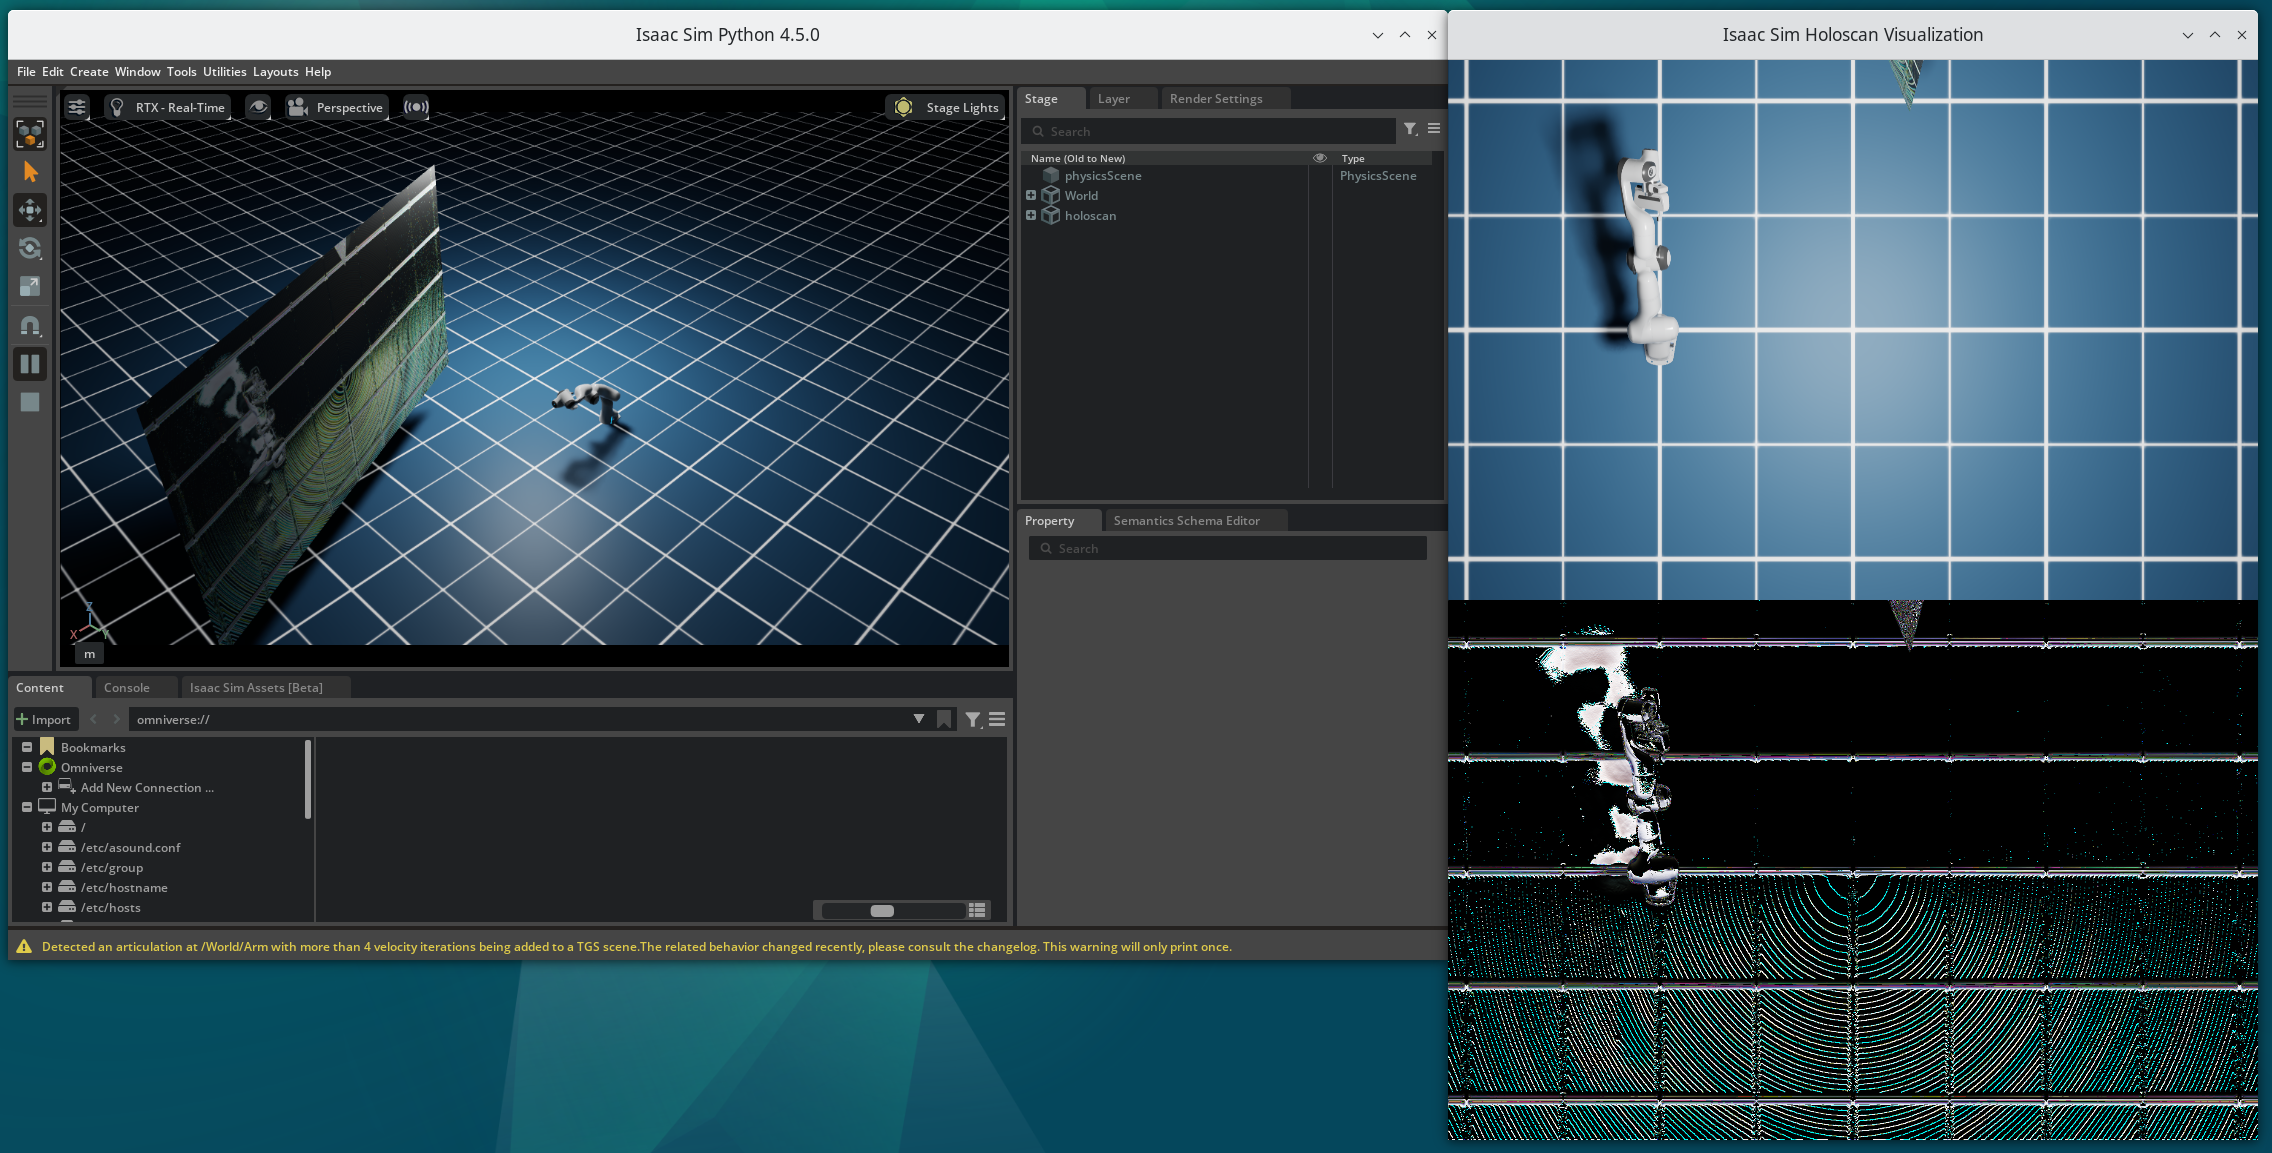 Isaac Sim Python 4.5.0
File Edit Create Window Tools Utilities Layouts Help
RTX - Real-Time
Perspective
Stage Lights
X
Y
Z
m
Stage
Layer
Render Settings
Search
Name (Old to New)
Type
physicsScene
PhysicsScene
World
holoscan
Property
Semantics Schema Editor
Search
Content
Console
Isaac Sim Assets [Beta]
Import
omniverse://
Bookmarks
Omniverse
Add New Connection ...
My Computer
/
/etc/asound.conf
/etc/group
/etc/hostname
/etc/hosts
Detected an articulation at /World/Arm with more than 4 velocity iterations being added to a TGS scene.The related behavior changed recently, please consult the changelog. This warning will only print once.
Isaac Sim Holoscan Visualization